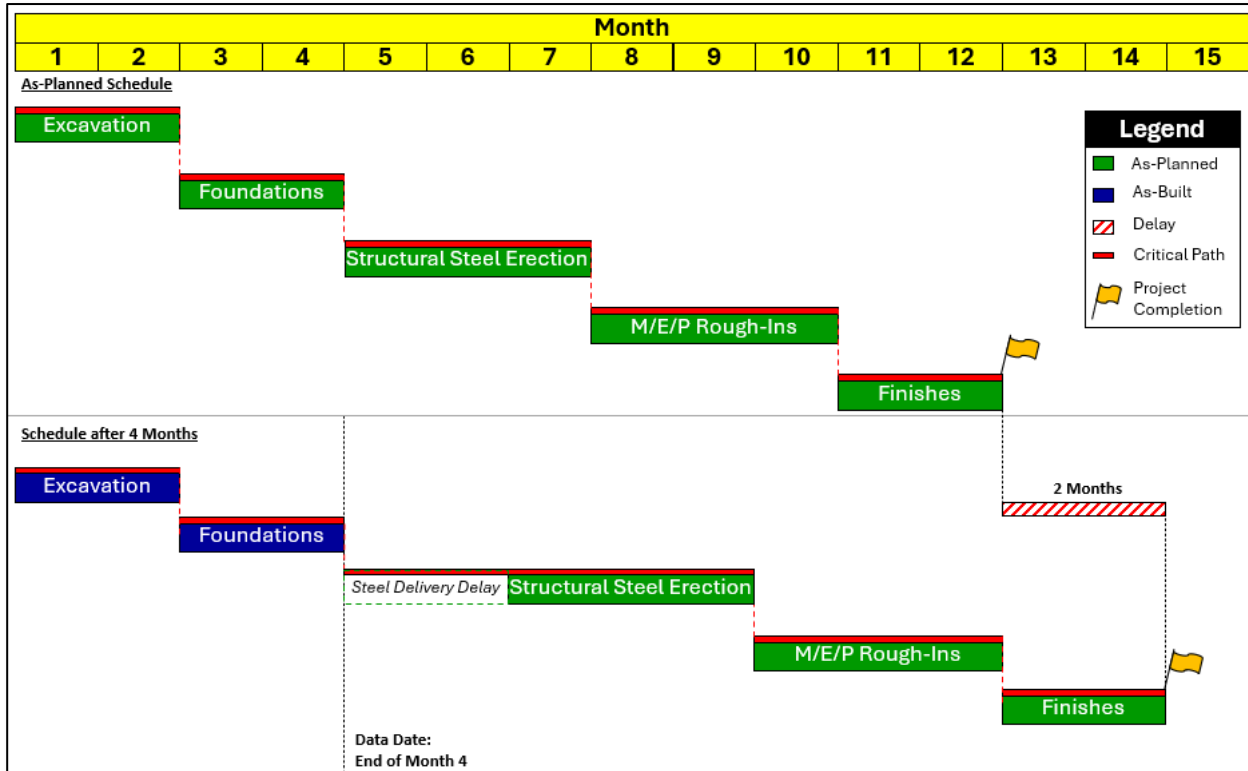 Month
1 2 3 4 5 6 7 8 9 10 11 12 13 14 15
As-Planned Schedule
Excavation
Foundations
Structural Steel Erection
M/E/P Rough-Ins
Finishes
Legend
As-Planned
As-Built
Delay
Critical Path
Project
Completion
Schedule after 4 Months
Excavation
2 Months
Foundations
Steel Delivery Delay Structural Steel Erection
M/E/P Rough-Ins
Finishes
Data Date:
End of Month 4